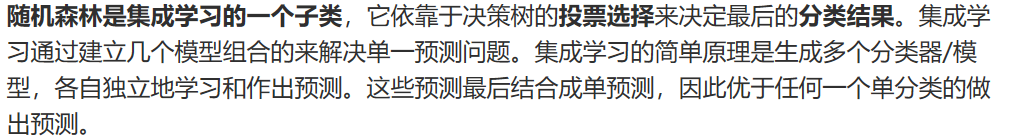 随机森林是集成学习的一个子类，它依靠于决策树的投票选择来决定最后的分类结果。集成学
习通过建立几个模型组合的来解决单一预测问题。集成学习的简单原理是生成多个分类器/模
型，各自独立地学习和作出预测。这些预测最后结合成单预测，因此优于任何一个单分类的做
出预测。